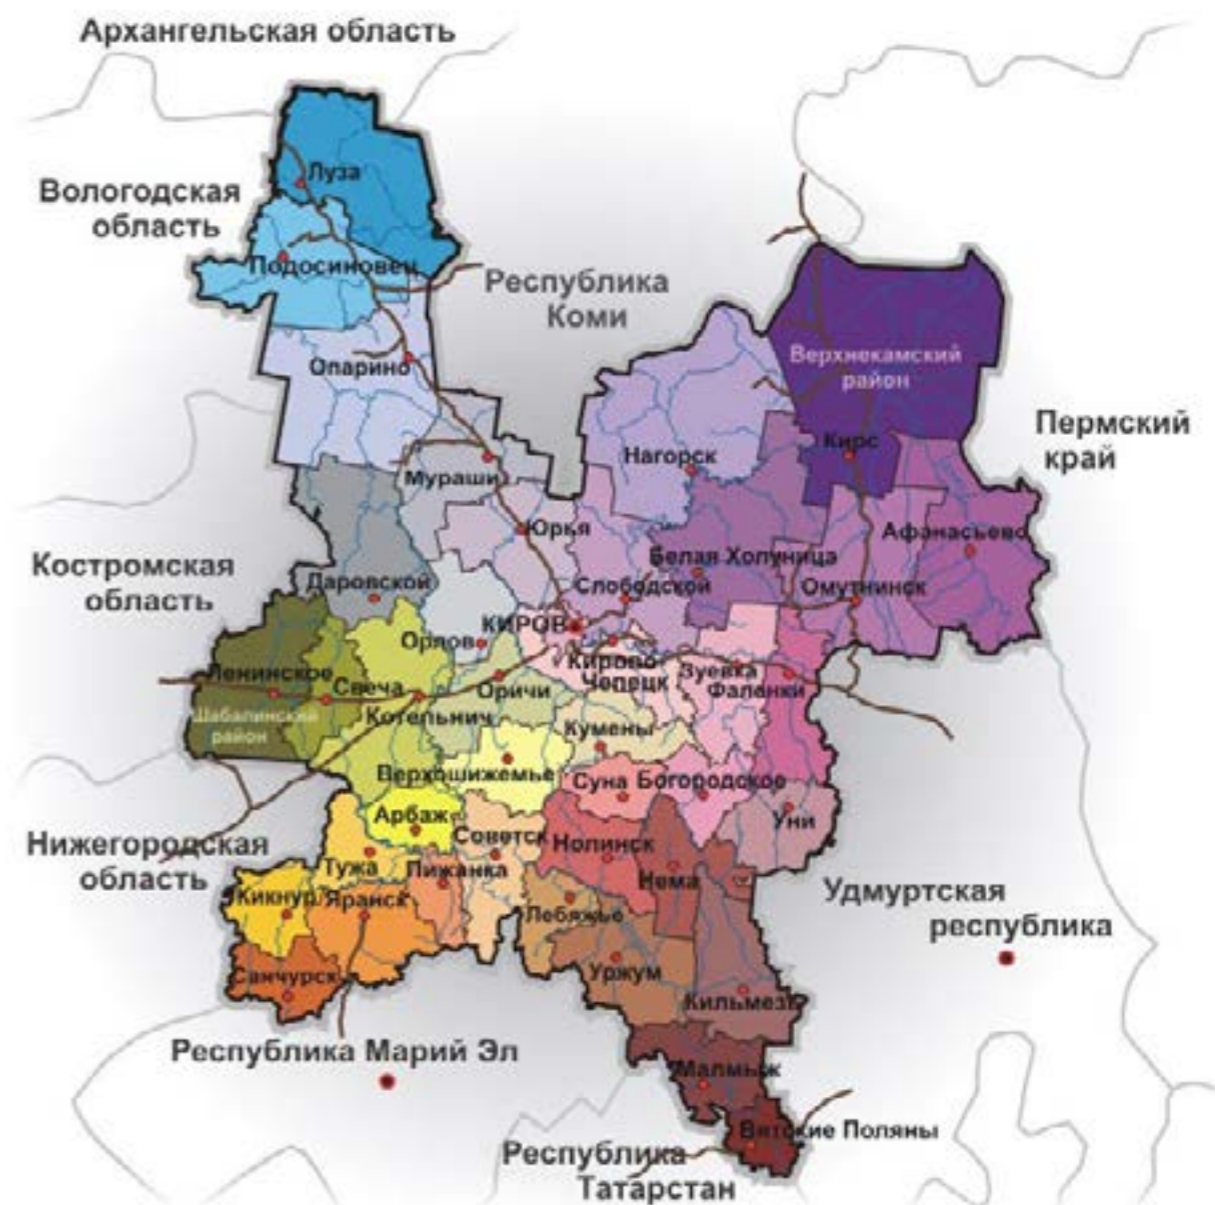 Архангельская область
Луза
Вологодская
область
Подосиновец
Республика
Коми
Верхнекамский
район
Опарино
Пермский
край
Кирс
Нагорск
Мураши
Юрья
Афанасьево
Белая Холуница
Костромская
область
Даровской
Слободской
Омутнинск
КИРОВ
Орлов
Кирово-
Чепецк
Зуевка
Фаленки
Ленинское
Свеча
Оричи
Шабалинский
район
Котельнич
Кумены
Верхошижемье
Суна
Богородское
Арбаж
Уни
Советск
Нолинск
Нижегородская
область
Тужа
Пижанка
Нема
Кикнур
Яранск
Лебяжье
Удмуртская
республика
Санчурск
Уржум
Кильмезь
Республика Марий Эл
Малмыж
Вятские Поляны
Республика
Татарстан